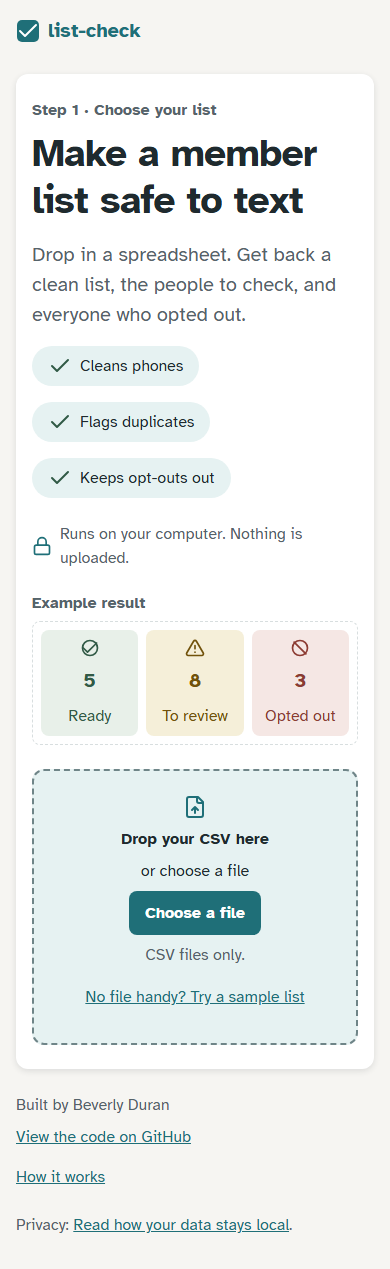 list-check
Step 1 · Choose your list
Make a member
list safe to text
Drop in a spreadsheet. Get back a
clean list, the people to check, and
everyone who opted out.
Cleans phones
Flags duplicates
Keeps opt-outs out
Runs on your computer. Nothing is
uploaded.
Example result
5
Ready
8
To review
3
Opted out
Drop your CSV here
or choose a file
Choose a file
CSV files only.
No file handy? Try a sample list
Built by Beverly Duran
View the code on GitHub
How it works
Privacy: Read how your data stays local.